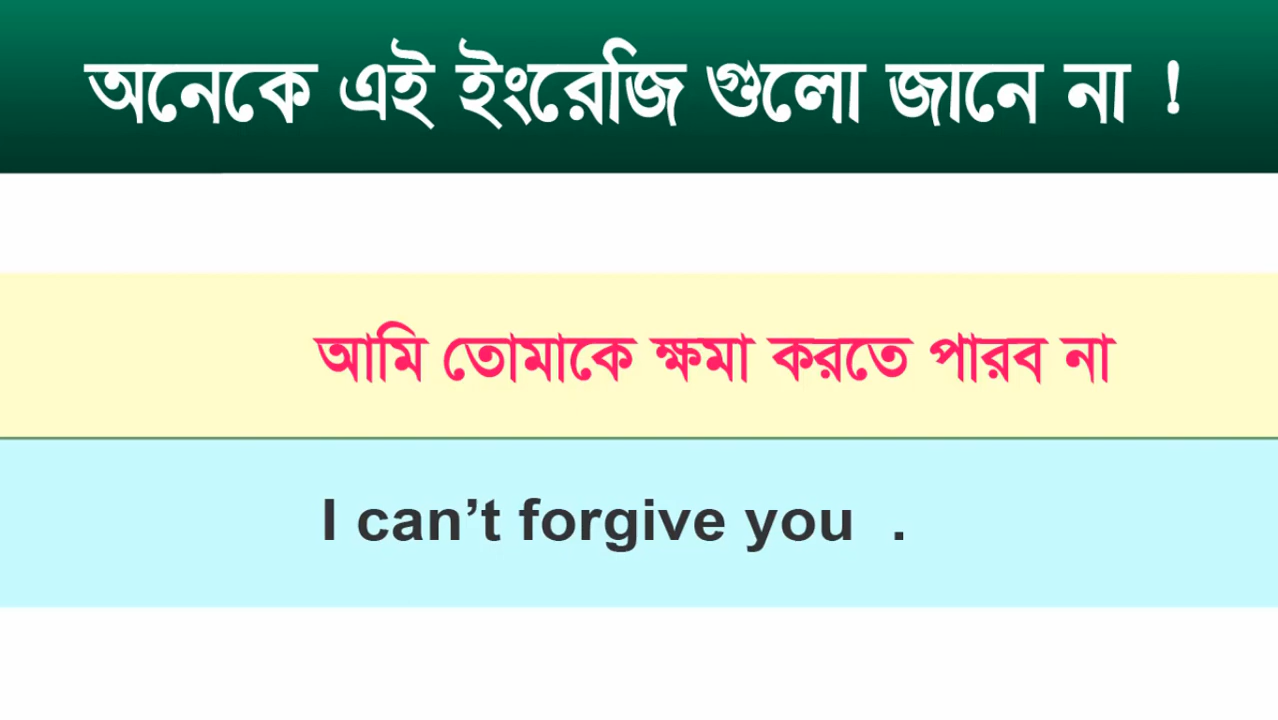 অনেকে এই ইংরেজি গুলো জানে না !
আমি তোমাকে ক্ষমা করতে পারব না
I can’t forgive you  .